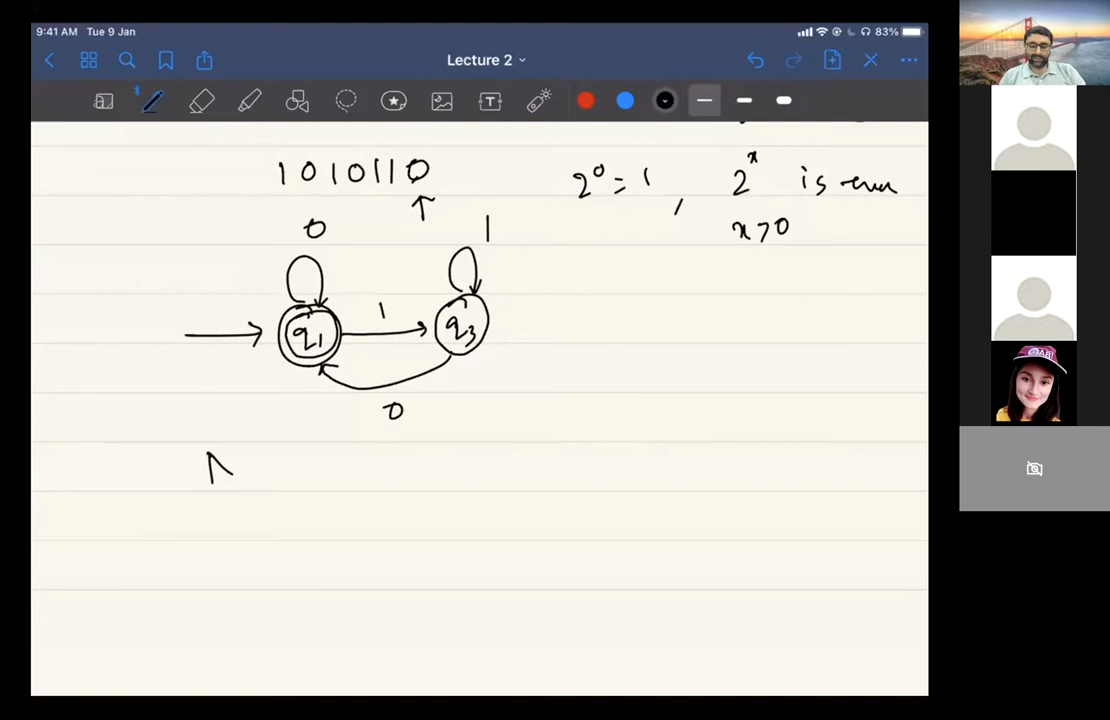 9:41 AM Tue 9 Jan
83%
Lecture 2
T
1010110
2⁰ = 1 , 2ˣ is even
x > 0
0
1
q₁
1
q₃
0